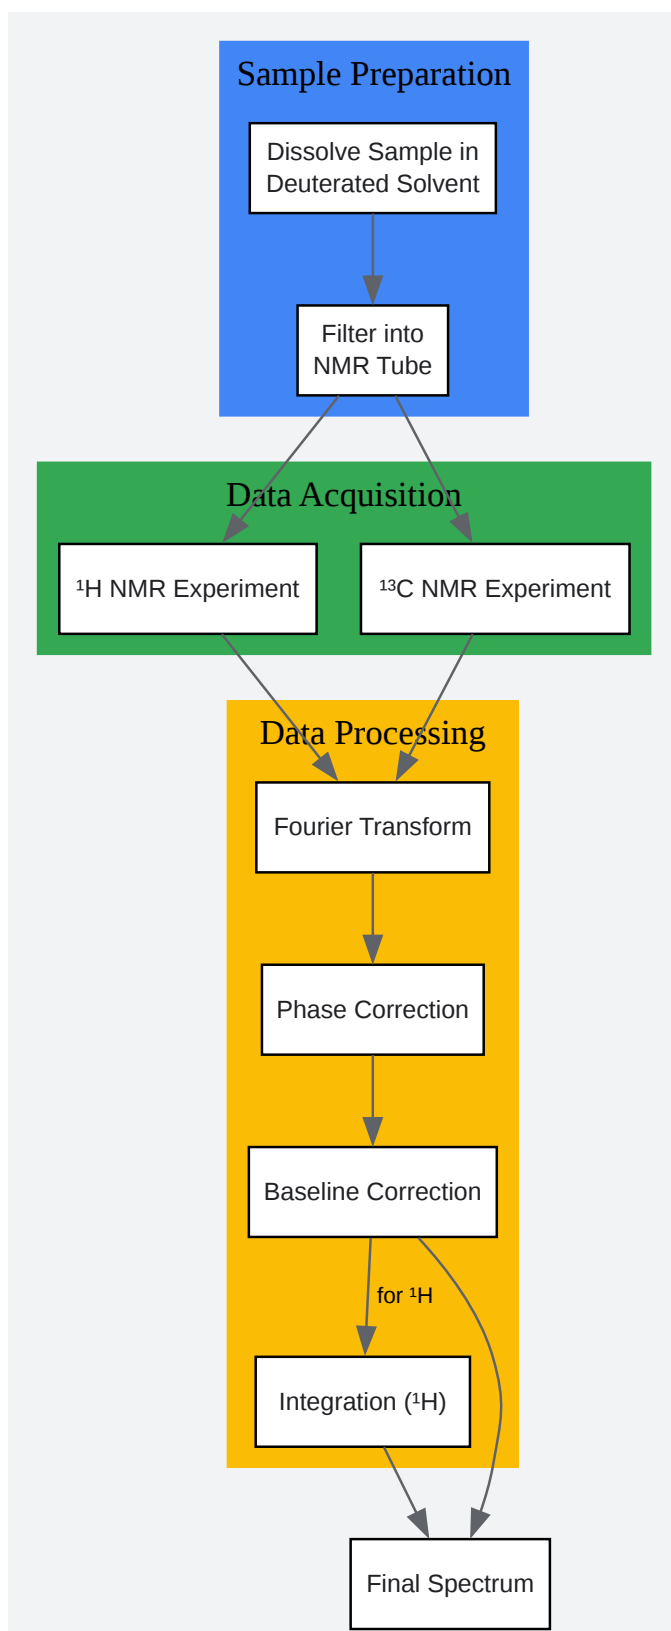 Sample Preparation
Dissolve Sample in
Deuterated Solvent
Filter into
NMR Tube
Data Acquisition
¹H NMR Experiment
¹³C NMR Experiment
Data Processing
Fourier Transform
Phase Correction
Baseline Correction
for ¹H
Integration (¹H)
Final Spectrum